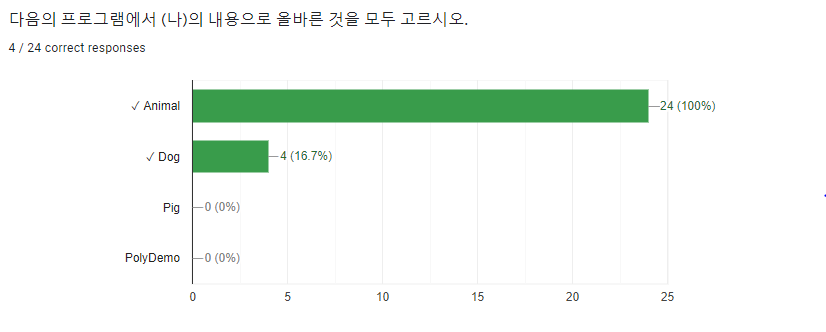 다음의 프로그램에서 (나)의 내용으로 올바른 것을 모두 고르시오.
4 / 24 correct responses
✓ Animal
24 (100%)
✓ Dog
4 (16.7%)
Pig
0 (0%)
PolyDemo
0 (0%)
0 5 10 15 20 25